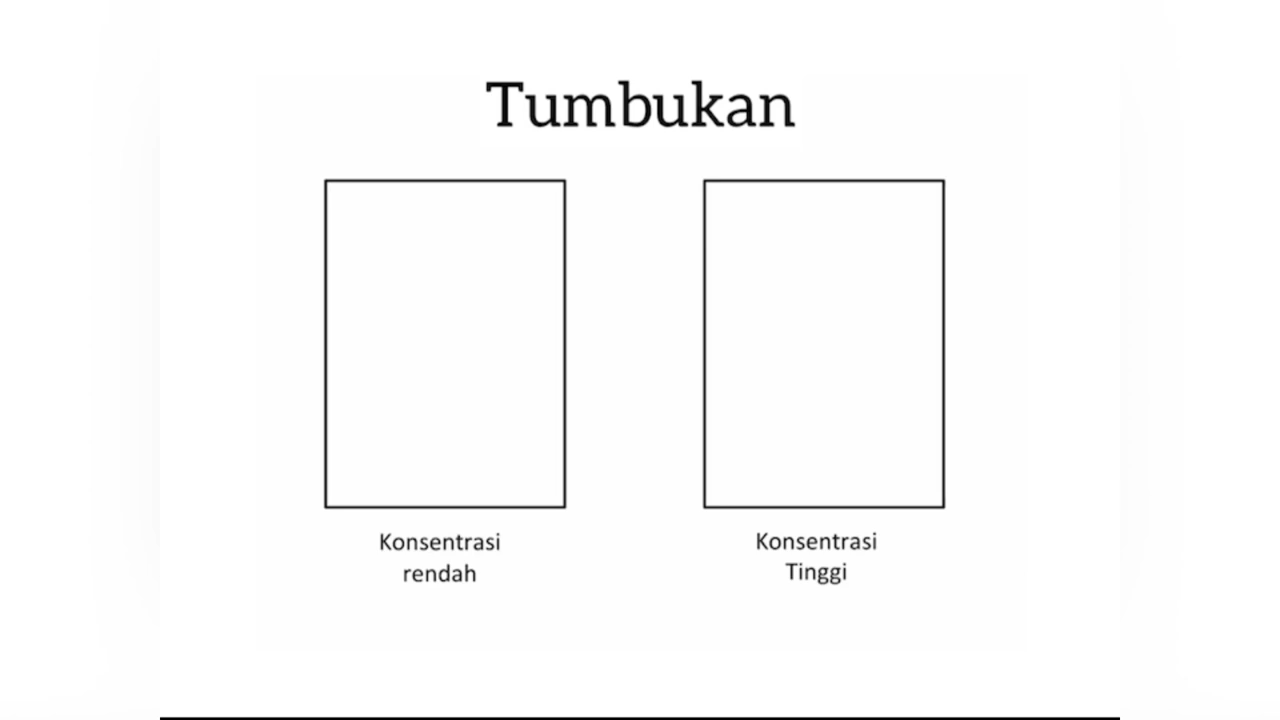 Tumbukan
Konsentrasi
rendah
Konsentrasi
Tinggi